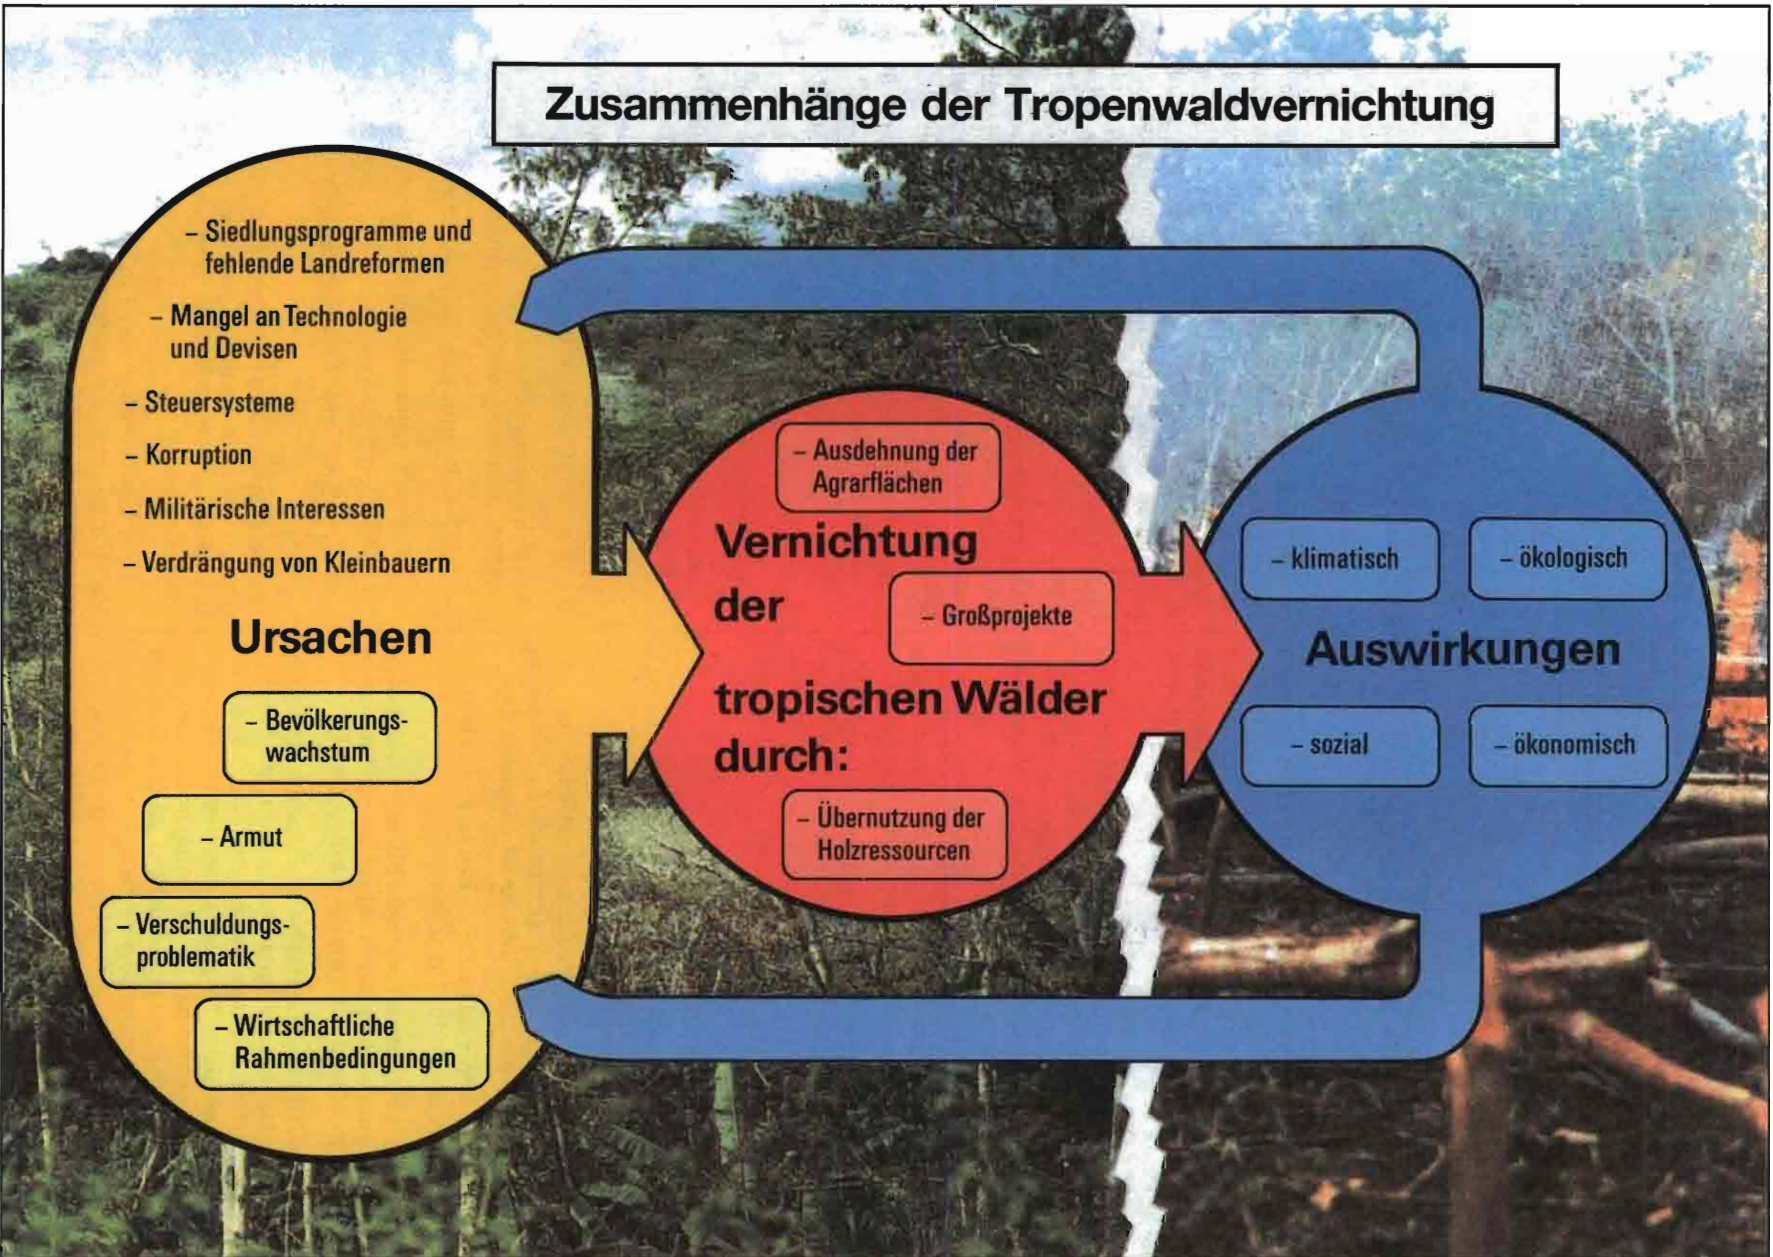 Zusammenhänge der Tropenwaldvernichtung
– Siedlungsprogramme und
fehlende Landreformen
– Mangel an Technologie
und Devisen
– Steuersysteme
– Korruption
– Militärische Interessen
– Verdrängung von Kleinbauern
Ursachen
– Bevölkerungs-
wachstum
– Armut
– Verschuldungs-
problematik
– Wirtschaftliche
Rahmenbedingungen
– Ausdehnung der
Agrarflächen
Vernichtung
der
– Großprojekte
tropischen Wälder
durch:
– Übernutzung der
Holzressourcen
– klimatisch
– ökologisch
Auswirkungen
– sozial
– ökonomisch